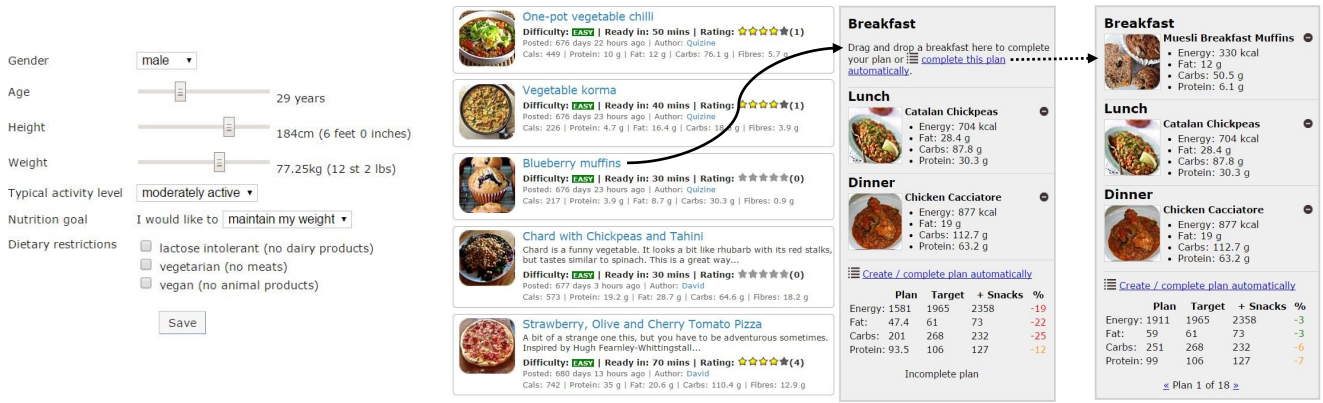 Gender male
Age 29 years
Height 184cm (6 feet 0 inches)
Weight 77.25kg (12 st 2 lbs)
Typical activity level moderately active
Nutrition goal I would like to maintain my weight
Dietary restrictions lactose intolerant (no dairy products)
vegetarian (no meats)
vegan (no animal products)
Save
One-pot vegetable chilli
Difficulty: EASY | Ready in: 50 mins | Rating: (1)
Posted: 676 days 22 hours ago | Author: Quizine
Cals: 449 | Protein: 10 g | Fat: 12 g | Carbs: 76.1 g | Fibres: 5.7 g
Vegetable korma
Difficulty: EASY | Ready in: 40 mins | Rating: (1)
Posted: 676 days 23 hours ago | Author: Quizine
Cals: 226 | Protein: 4.7 g | Fat: 16.4 g | Carbs: g | Fibres: 3.9 g
Blueberry muffins
Difficulty: EASY | Ready in: 30 mins | Rating: (0)
Posted: 676 days 23 hours ago | Author: Quizine
Cals: 217 | Protein: 3.9 g | Fat: 8.7 g | Carbs: 30.3 g | Fibres: 0.9 g
Chard with Chickpeas and Tahini
Chard is a funny vegetable. It looks a bit like rhubarb with its red stalks,
but tastes similar to spinach. This is a great way...
Difficulty: EASY | Ready in: 30 mins | Rating: (0)
Posted: 677 days 3 hours ago | Author: David
Cals: 573 | Protein: 19.2 g | Fat: 28.7 g | Carbs: 64.6 g | Fibres: 18.2 g
Strawberry, Olive and Cherry Tomato Pizza
A bit of a strange one this, but you have to be adventurous sometimes.
Inspired by Hugh Fearnley-Whittingstall...
Difficulty: EASY | Ready in: 70 mins | Rating: (4)
Posted: 680 days 13 hours ago | Author: David
Cals: 742 | Protein: 35 g | Fat: 20.6 g | Carbs: 110.4 g | Fibres: 12.9 g
Breakfast
Drag and drop a breakfast here to complete
your plan or complete this plan
automatically.
Lunch
Catalan Chickpeas
• Energy: 704 kcal
• Fat: 28.4 g
• Carbs: 87.8 g
• Protein: 30.3 g
Dinner
Chicken Cacciatore
• Energy: 877 kcal
• Fat: 19 g
• Carbs: 112.7 g
• Protein: 63.2 g
Create / complete plan automatically
Plan Target + Snacks %
Energy: 1581 1965 2358 -19
Fat: 47.4 61 73 -22
Carbs: 201 268 232 -25
Protein: 93.5 106 127 -12
Incomplete plan
Breakfast
Muesli Breakfast Muffins
• Energy: 330 kcal
• Fat: 12 g
• Carbs: 50.5 g
• Protein: 6.1 g
Lunch
Catalan Chickpeas
• Energy: 704 kcal
• Fat: 28.4 g
• Carbs: 87.8 g
• Protein: 30.3 g
Dinner
Chicken Cacciatore
• Energy: 877 kcal
• Fat: 19 g
• Carbs: 112.7 g
• Protein: 63.2 g
Create / complete plan automatically
Plan Target + Snacks %
Energy: 1911 1965 2358 -3
Fat: 59 61 73 -3
Carbs: 251 268 232 -6
Protein: 99 106 127 -7
« Plan 1 of 18 »